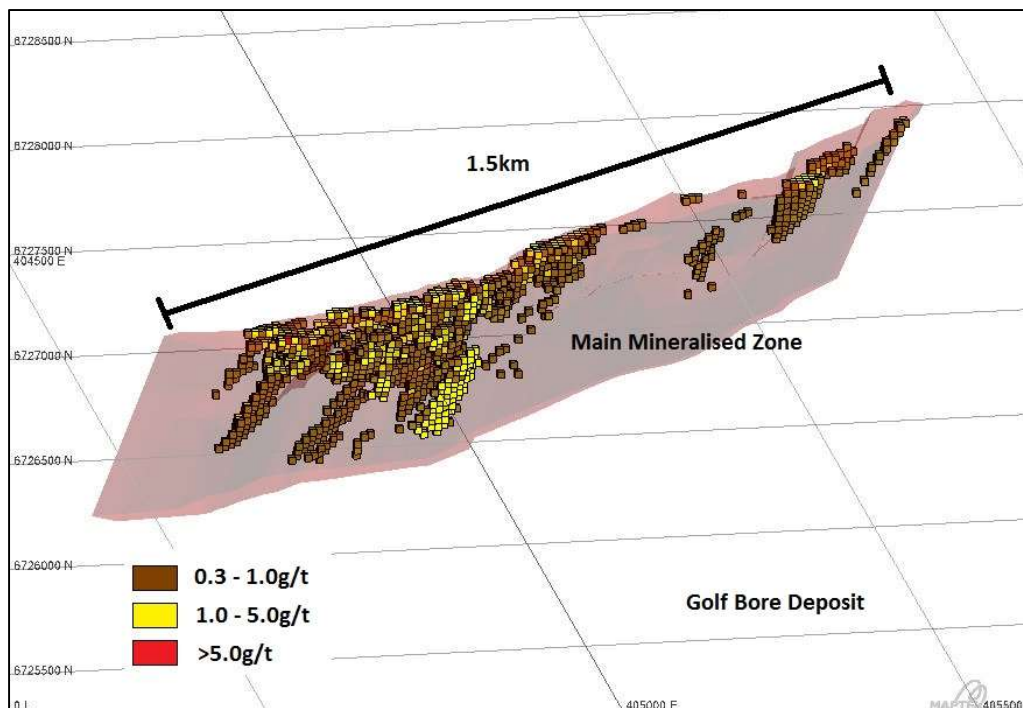 6728500 N
6728000 N
1.5km
6727500 N
404500 E
6727000 N
Main Mineralised Zone
6726500 N
6726000 N
0.3 - 1.0g/t
1.0 - 5.0g/t
Golf Bore Deposit
>5.0g/t
6725500 N
405000 E
405500